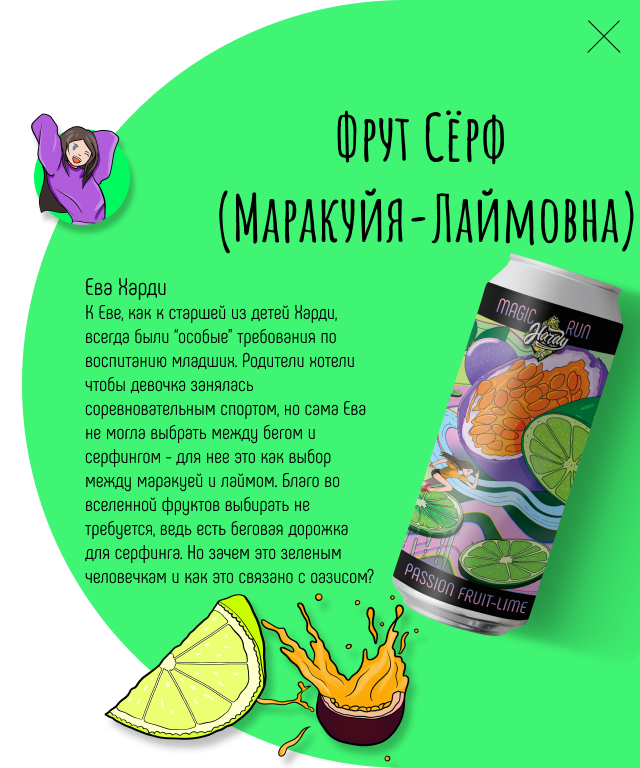 Фрут Сёрф
(Маракуйя-Лаймовна)
Ева Харди
К Еве, как к старшей из детей Харди,
всегда были “особые” требования по
воспитанию младших. Родители хотели
чтобы девочка занялась
соревновательным спортом, но сама Ева
не могла выбрать между бегом и
серфингом - для нее это как выбор
между маракуей и лаймом. Благо во
вселенной фруктов выбирать не
требуется, ведь есть беговая дорожка
для серфинга. Но зачем это зеленым
человечкам и как это связано с оазисом?
MAGIC RUN
Hardy
PASSION FRUIT-LIME